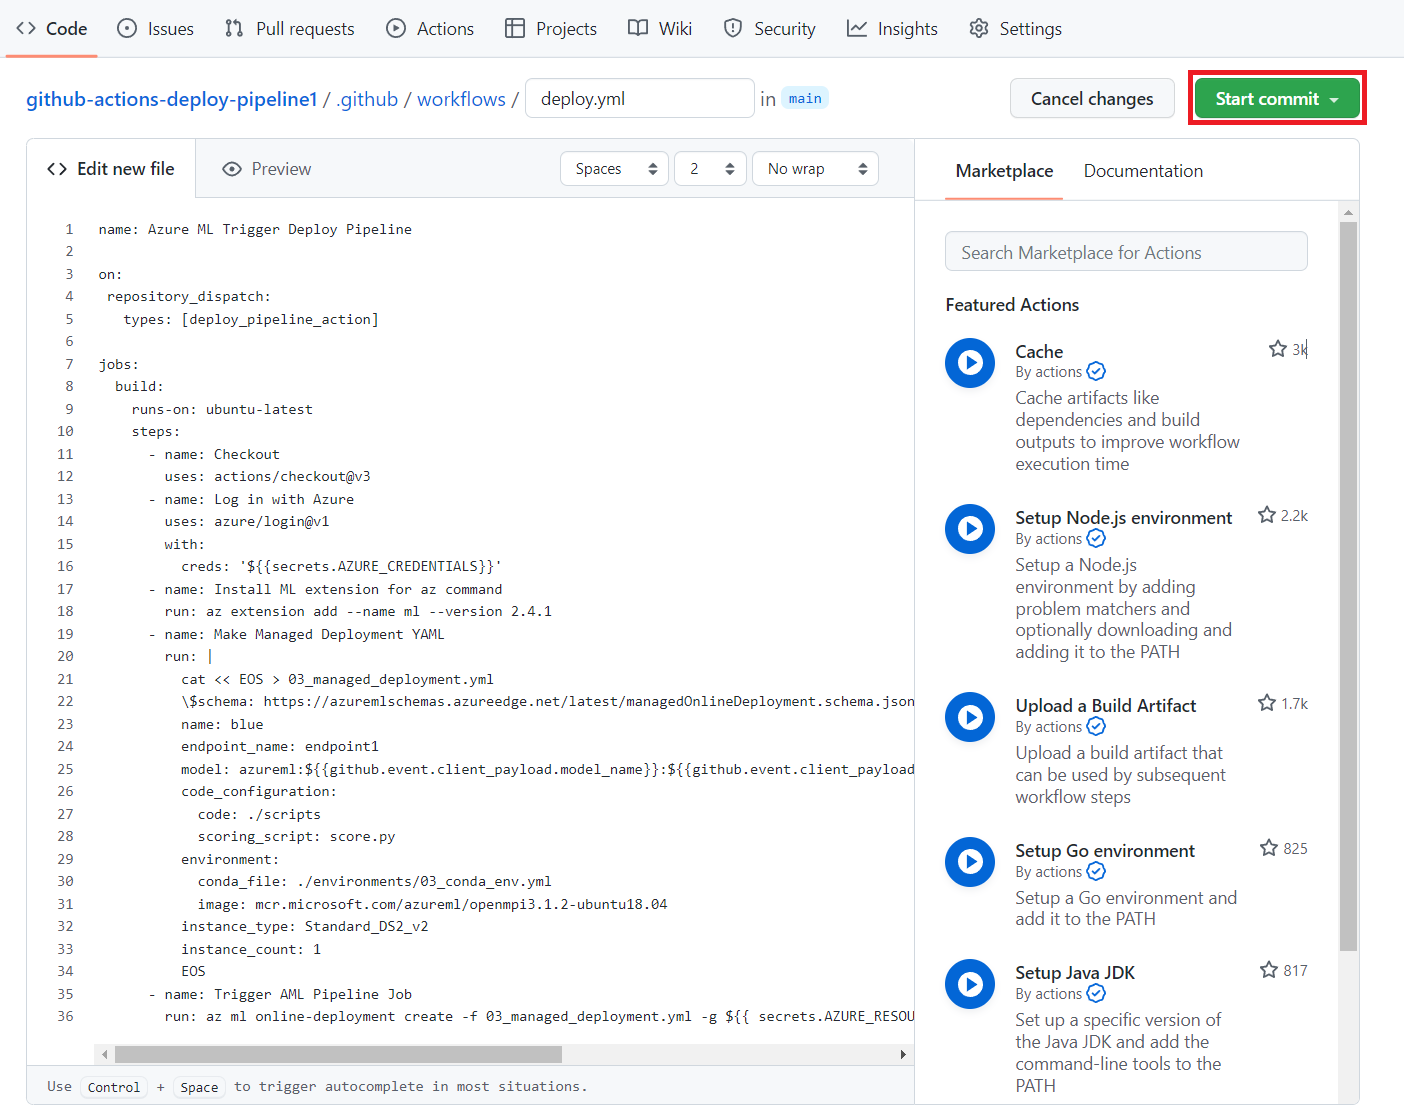 Code Issues Pull requests Actions Projects Wiki Security Insights Settings
github-actions-deploy-pipeline1 / .github / workflows / deploy.yml in main Cancel changes Start commit
Edit new file Preview Spaces 2 No wrap
1 name: Azure ML Trigger Deploy Pipeline
2
3 on:
4  repository_dispatch:
5    types: [deploy_pipeline_action]
6
7 jobs:
8   build:
9     runs-on: ubuntu-latest
10     steps:
11       - name: Checkout
12         uses: actions/checkout@v3
13       - name: Log in with Azure
14         uses: azure/login@v1
15         with:
16           creds: '${{secrets.AZURE_CREDENTIALS}}'
17       - name: Install ML extension for az command
18         run: az extension add --name ml --version 2.4.1
19       - name: Make Managed Deployment YAML
20         run: |
21           cat << EOS > 03_managed_deployment.yml
22           \$schema: https://azuremlschemas.azureedge.net/latest/managedOnlineDeployment.schema.json
23           name: blue
24           endpoint_name: endpoint1
25           model: azureml:${{github.event.client_payload.model_name}}:${{github.event.client_payload
26           code_configuration:
27             code: ./scripts
28             scoring_script: score.py
29           environment:
30             conda_file: ./environments/03_conda_env.yml
31             image: mcr.microsoft.com/azureml/openmpi3.1.2-ubuntu18.04
32           instance_type: Standard_DS2_v2
33           instance_count: 1
34           EOS
35       - name: Trigger AML Pipeline Job
36         run: az ml online-deployment create -f 03_managed_deployment.yml -g ${{ secrets.AZURE_RESOU
Use Control + Space to trigger autocomplete in most situations.
Marketplace Documentation
Search Marketplace for Actions
Featured Actions
Cache 3k
By actions
Cache artifacts like
dependencies and build
outputs to improve workflow
execution time
Setup Node.js environment 2.2k
By actions
Setup a Node.js
environment by adding
problem matchers and
optionally downloading and
adding it to the PATH
Upload a Build Artifact 1.7k
By actions
Upload a build artifact that
can be used by subsequent
workflow steps
Setup Go environment 825
By actions
Setup a Go environment and
add it to the PATH
Setup Java JDK 817
By actions
Set up a specific version of
the Java JDK and add the
command-line tools to the
PATH